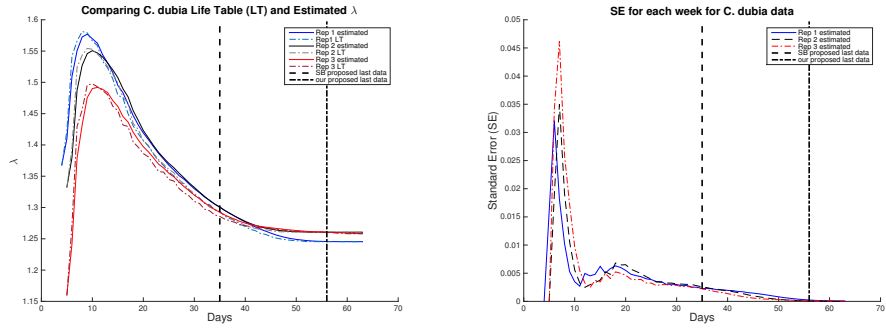 Comparing C. dubia Life Table (LT) and Estimated λ
1.6
1.55
1.5
1.45
1.4
1.35
1.3
1.25
1.2
1.15
λ
0
10
20
30
40
50
60
70
Days
Rep 1 estimated
Rep1 LT
Rep 2 estimated
Rep 2 LT
Rep 3 estimated
Rep 3 LT
SB proposed last data
our proposed last data
SE for each week for C. dubia data
0.05
0.045
0.04
0.035
0.03
0.025
0.02
0.015
0.01
0.005
0
Standard Error (SE)
0
10
20
30
40
50
60
70
Days
Rep 1 estimated
Rep 2 estimated
Rep 3 estimated
SB proposed last data
our proposed last data